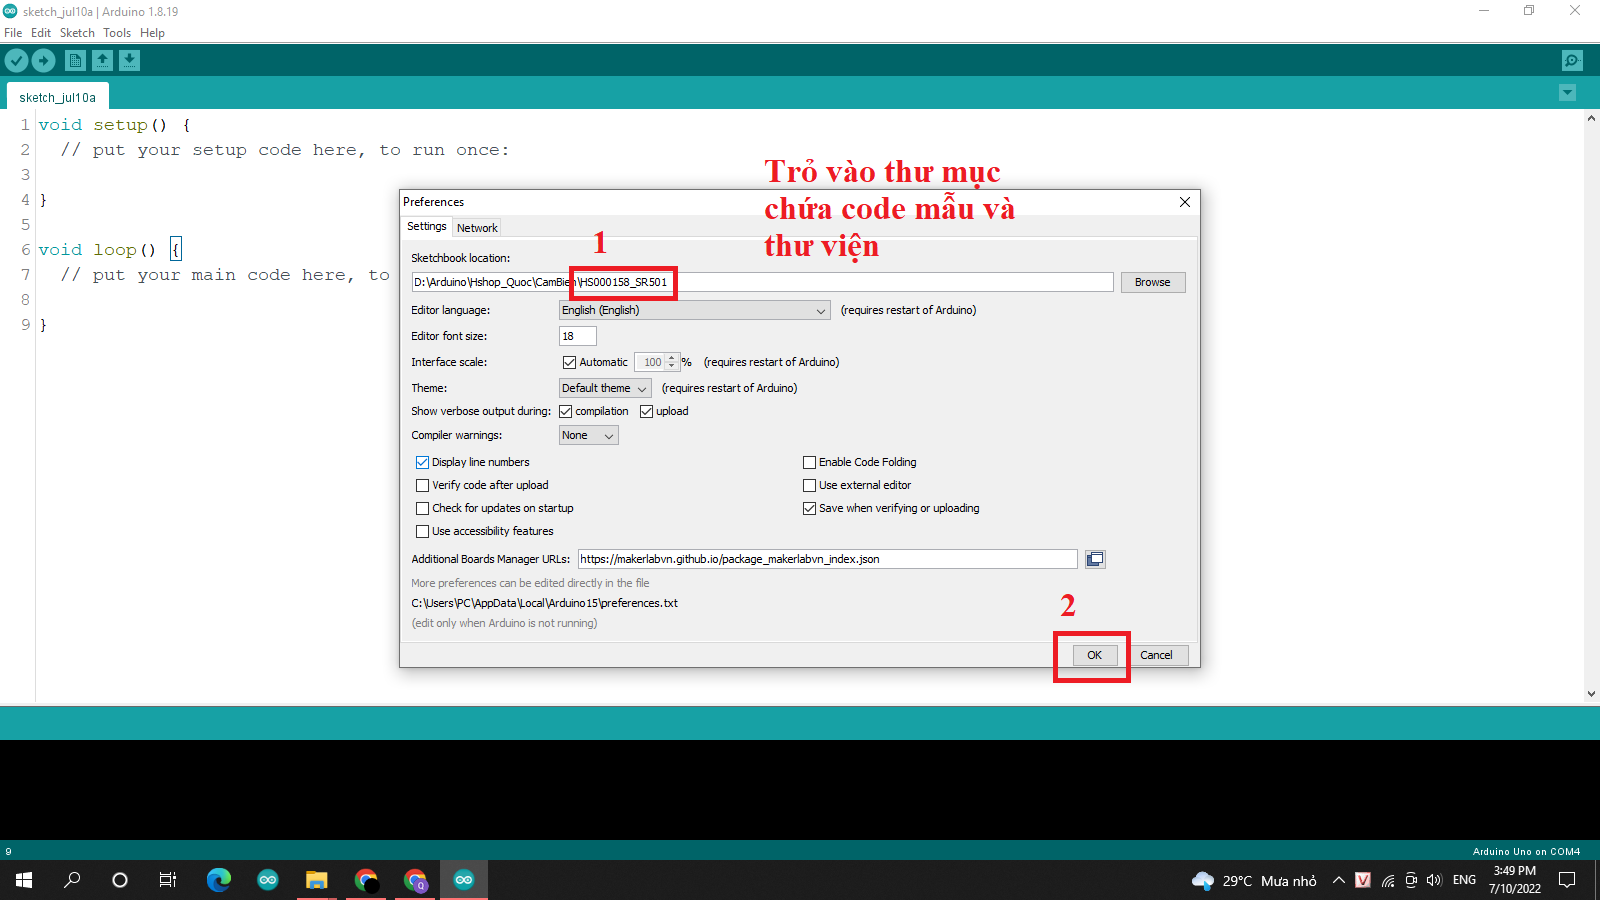 sketch_jul10a | Arduino 1.8.19
File Edit Sketch Tools Help
sketch_jul10a
1 void setup() {
2 // put your setup code here, to run once:
3
4 }
5
6 void loop() {
7 // put your main code here, to
8
9 }
Trỏ vào thư mục
chứa code mẫu và
thư viện
Preferences
Settings Network
1
Sketchbook location:
D:\Arduino\Hshop_Quoc\CamBien\HS000158_SR501 Browse
Editor language: English (English) (requires restart of Arduino)
Editor font size: 18
Interface scale: Automatic 100 % (requires restart of Arduino)
Theme: Default theme (requires restart of Arduino)
Show verbose output during: compilation upload
Compiler warnings: None
Display line numbers Enable Code Folding
Verify code after upload Use external editor
Check for updates on startup Save when verifying or uploading
Use accessibility features
Additional Boards Manager URLs: https://makerlabvn.github.io/package_makerlabvn_index.json
More preferences can be edited directly in the file
C:\Users\PC\AppData\Local\Arduino15\preferences.txt
(edit only when Arduino is not running)
2
OK Cancel
9 Arduino Uno on COM4
Q 29°C Mưa nhỏ V ENG 3:49 PM
7/10/2022